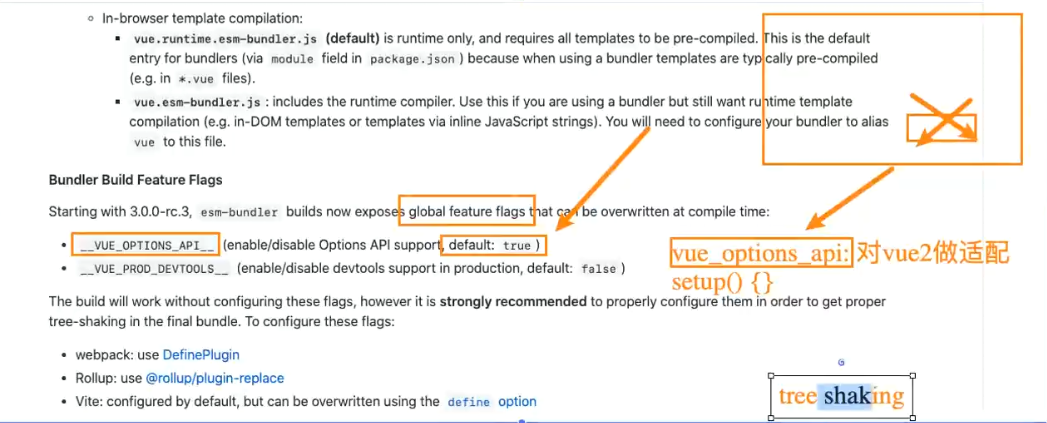 In-browser template compilation:
vue.runtime.esm-bundler.js (default) is runtime only, and requires all templates to be pre-compiled. This is the default
entry for bundlers (via module field in package.json) because when using a bundler templates are typically pre-compiled
(e.g. in *.vue files).
vue.esm-bundler.js : includes the runtime compiler. Use this if you are using a bundler but still want runtime template
compilation (e.g. in-DOM templates or templates via inline JavaScript strings). You will need to configure your bundler to alias
vue to this file.
Bundler Build Feature Flags
Starting with 3.0.0-rc.3, esm-bundler builds now exposes global feature flags that can be overwritten at compile time:
__VUE_OPTIONS_API__ (enable/disable Options API support, default: true)
__VUE_PROD_DEVTOOLS__ (enable/disable devtools support in production, default: false)
vue_options_api: 对vue2做适配
setup() {}
The build will work without configuring these flags, however it is strongly recommended to properly configure them in order to get proper
tree-shaking in the final bundle. To configure these flags:
webpack: use DefinePlugin
Rollup: use @rollup/plugin-replace
Vite: configured by default, but can be overwritten using the define option
tree shaking